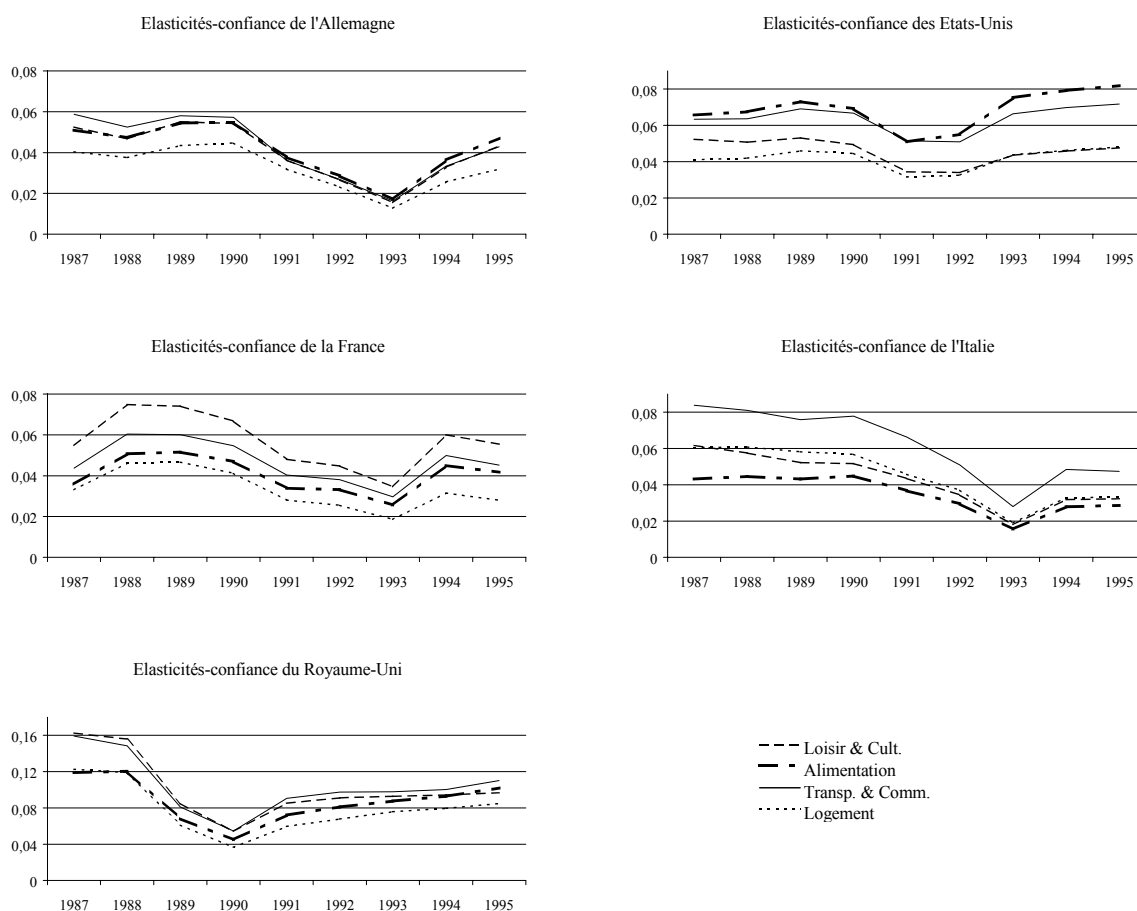 Elasticités-confiance de l'Allemagne
0,08
0,06
0,04
0,02
0
1987 1988 1989 1990 1991 1992 1993 1994 1995
Elasticités-confiance des Etats-Unis
0,08
0,06
0,04
0,02
0
1987 1988 1989 1990 1991 1992 1993 1994 1995
Elasticités-confiance de la France
0,08
0,06
0,04
0,02
0
1987 1988 1989 1990 1991 1992 1993 1994 1995
Elasticités-confiance de l'Italie
0,08
0,06
0,04
0,02
0
1987 1988 1989 1990 1991 1992 1993 1994 1995
Elasticités-confiance du Royaume-Uni
0,16
0,12
0,08
0,04
0
1987 1988 1989 1990 1991 1992 1993 1994 1995
Loisir & Cult.
Alimentation
Transp. & Comm.
Logement